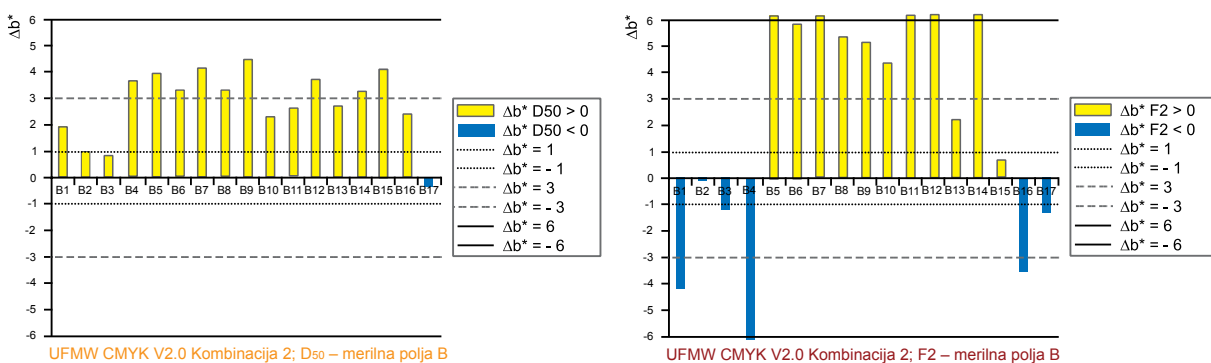 Δb*
6
5
4
3
2
1
0
-1
-2
-3
-4
-5
-6
B1 B2 B3 B4 B5 B6 B7 B8 B9 B10 B11 B12 B13 B14 B15 B16 B17
Δb* D50 > 0
Δb* D50 < 0
Δb* = 1
Δb* = - 1
Δb* = 3
Δb* = - 3
Δb* = 6
Δb* = - 6
UFMW CMYK V2.0 Kombinacija 2; D50 – merilna polja B
Δb*
6
5
4
3
2
1
0
-1
-2
-3
-4
-5
-6
B1 B2 B3 B4 B5 B6 B7 B8 B9 B10 B11 B12 B13 B14 B15 B16 B17
Δb* F2 > 0
Δb* F2 < 0
Δb* = 1
Δb* = - 1
Δb* = 3
Δb* = - 3
Δb* = 6
Δb* = - 6
UFMW CMYK V2.0 Kombinacija 2; F2 – merilna polja B